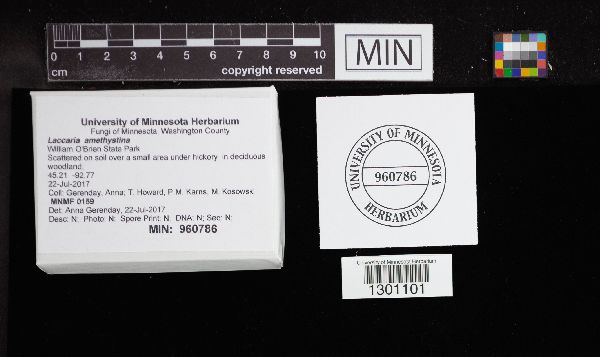 0 1 2 3 4 5 6 7 8 9 10
cm
copyright reserved
MIN
University of Minnesota Herbarium
Fungi of Minnesota Washington County
Laccaria amethystina
William O'Brien State Park
Scattered on soil over a small area under hickory in deciduous
woodland.
45.21 -92.77
22-Jul-2017
Coll: Gerenday, Anna; T. Howard, P.M. Karns, M. Kosowski
MNMF 0189
Det: Anna Gerenday, 22-Jul-2017
Desc: N; Photo: N; Spore Print: N; DNA: N; Sec: N;
MIN: 960786
UNIVERSITY OF MINNESOTA
960786
HERBARIUM
University of Minnesota Herbarium
1301101